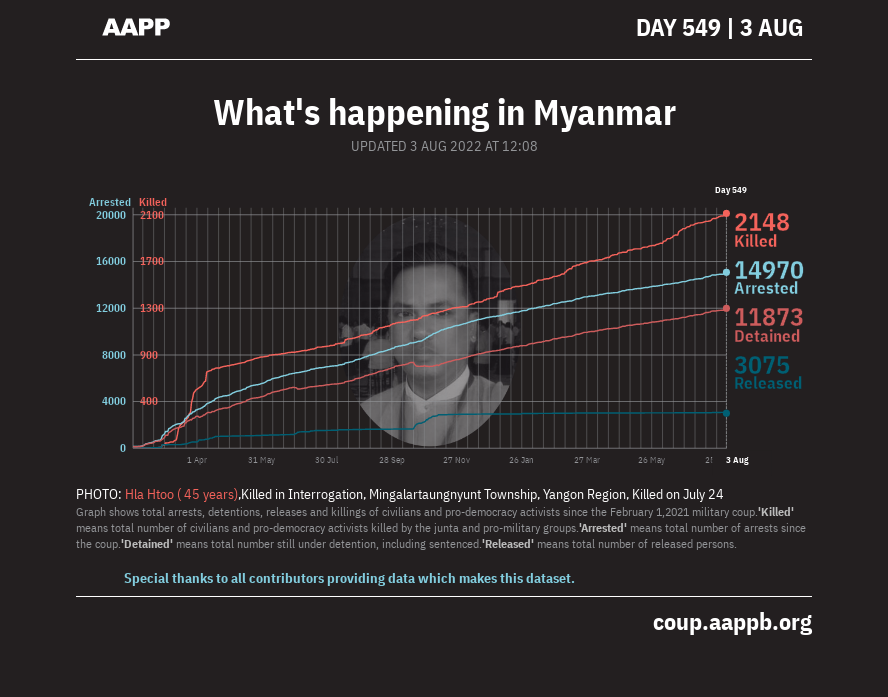 AAPP
DAY 549 | 3 AUG
What's happening in Myanmar
UPDATED 3 AUG 2022 AT 12:08
Day 549
Arrested Killed
20000 2100
16000 1700
12000 1300
8000 900
4000 400
0
2148
Killed
14970
Arrested
11873
Detained
3075
Released
1 Apr 31 May 30 Jul 28 Sep 27 Nov 26 Jan 27 Mar 26 May 3 Aug
PHOTO: Hla Htoo ( 45 years),Killed in Interrogation, Mingalartaungnyunt Township, Yangon Region, Killed on July 24
Graph shows total arrests, detentions, releases and killings of civilians and pro-democracy activists since the February 1,2021 military coup.'Killed'
means total number of civilians and pro-democracy activists killed by the junta and pro-military groups.'Arrested' means total number of arrests since
the coup.'Detained' means total number still under detention, including sentenced.'Released' means total number of released persons.
Special thanks to all contributors providing data which makes this dataset.
coup.aappb.org